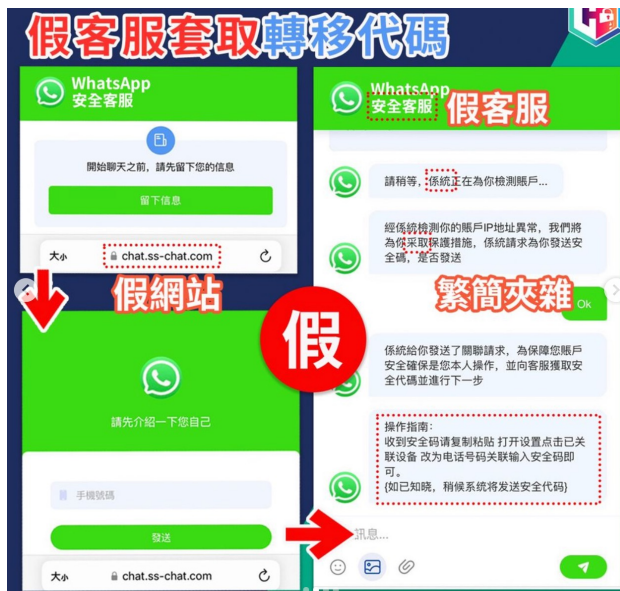 假客服套取轉移代碼
WhatsApp
安全客服
開始聊天之前，請先留下您的信息
留下信息
大小
chat.ss-chat.com
假網站
請先介紹一下您自己
手機號碼
發送
大小
chat.ss-chat.com
假
WhatsApp
安全客服
假客服
請稍等，係統正在為你檢測賬戶...
經係統檢測你的賬戶IP地址異常，我們將
為你采取保護措施，係統請求為你發送安
全碼，是否發送
繁簡夾雜
Ok
係統給你發送了關聯請求，為保障您賬戶
安全確保是您本人操作，並向客服獲取安
全代碼並進行下一步
操作指南：
收到安全码请复制粘贴 打开设置点击已关
联设备 改为电话号码关联输入安全码即
可。
{如已知晓，稍候系统将发送安全代码}
訊息...